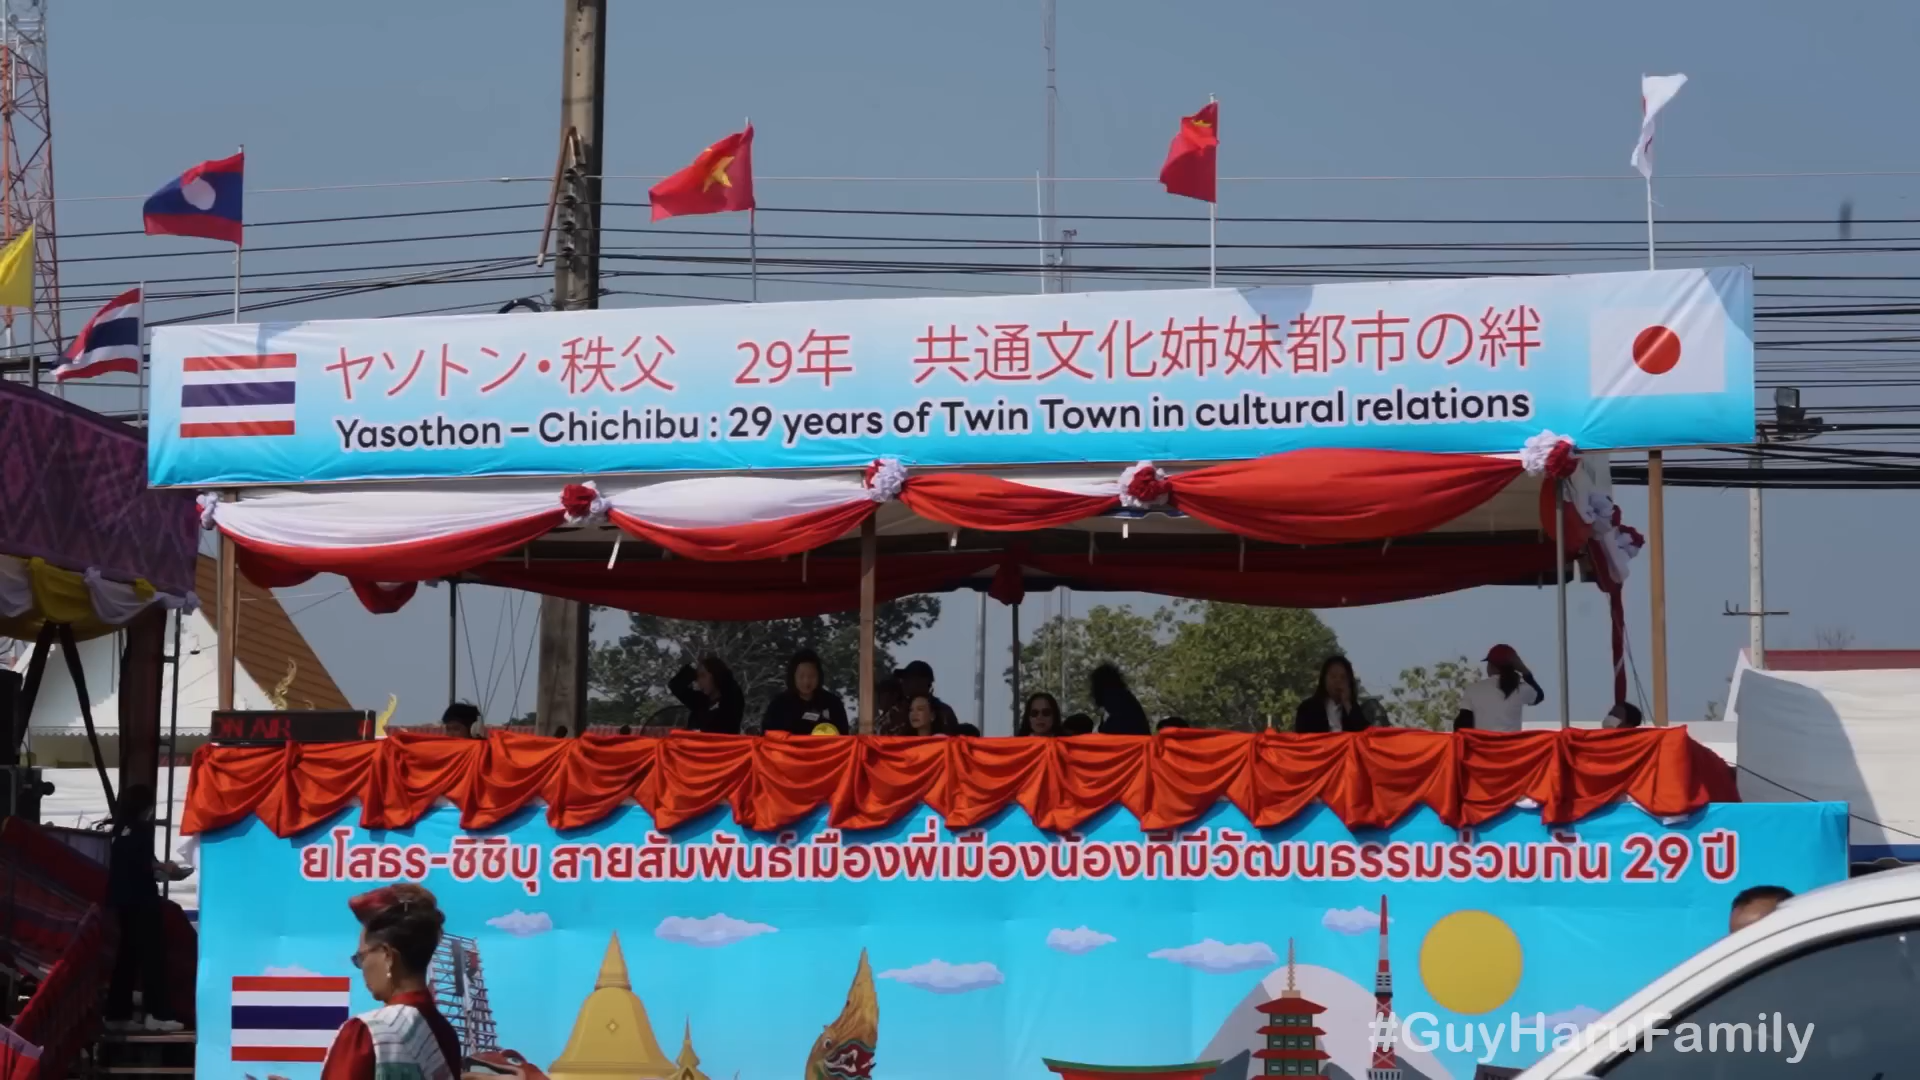 ヤソトン・秩父　29年　共通文化姉妹都市の絆
Yasothon – Chichibu : 29 years of Twin Town in cultural relations
ON AIR
ยโสธร-ชิชิบุ สายสัมพันธ์เมืองพี่เมืองน้องที่มีวัฒนธรรมร่วมกัน 29 ปี
#GuyHaruFamily